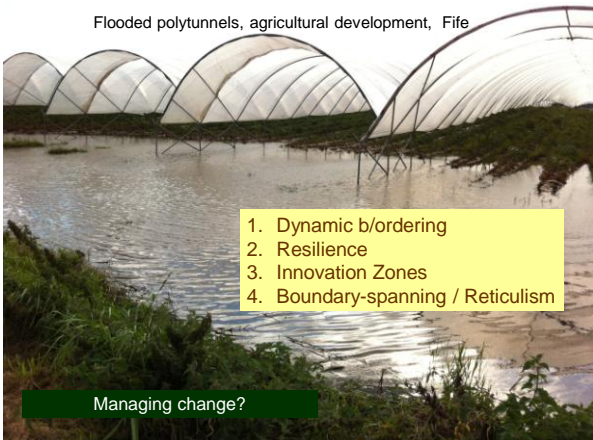 Flooded polytunnels, agricultural development, Fife
1. Dynamic b/ordering
2. Resilience
3. Innovation Zones
4. Boundary-spanning / Reticulism
Managing change?